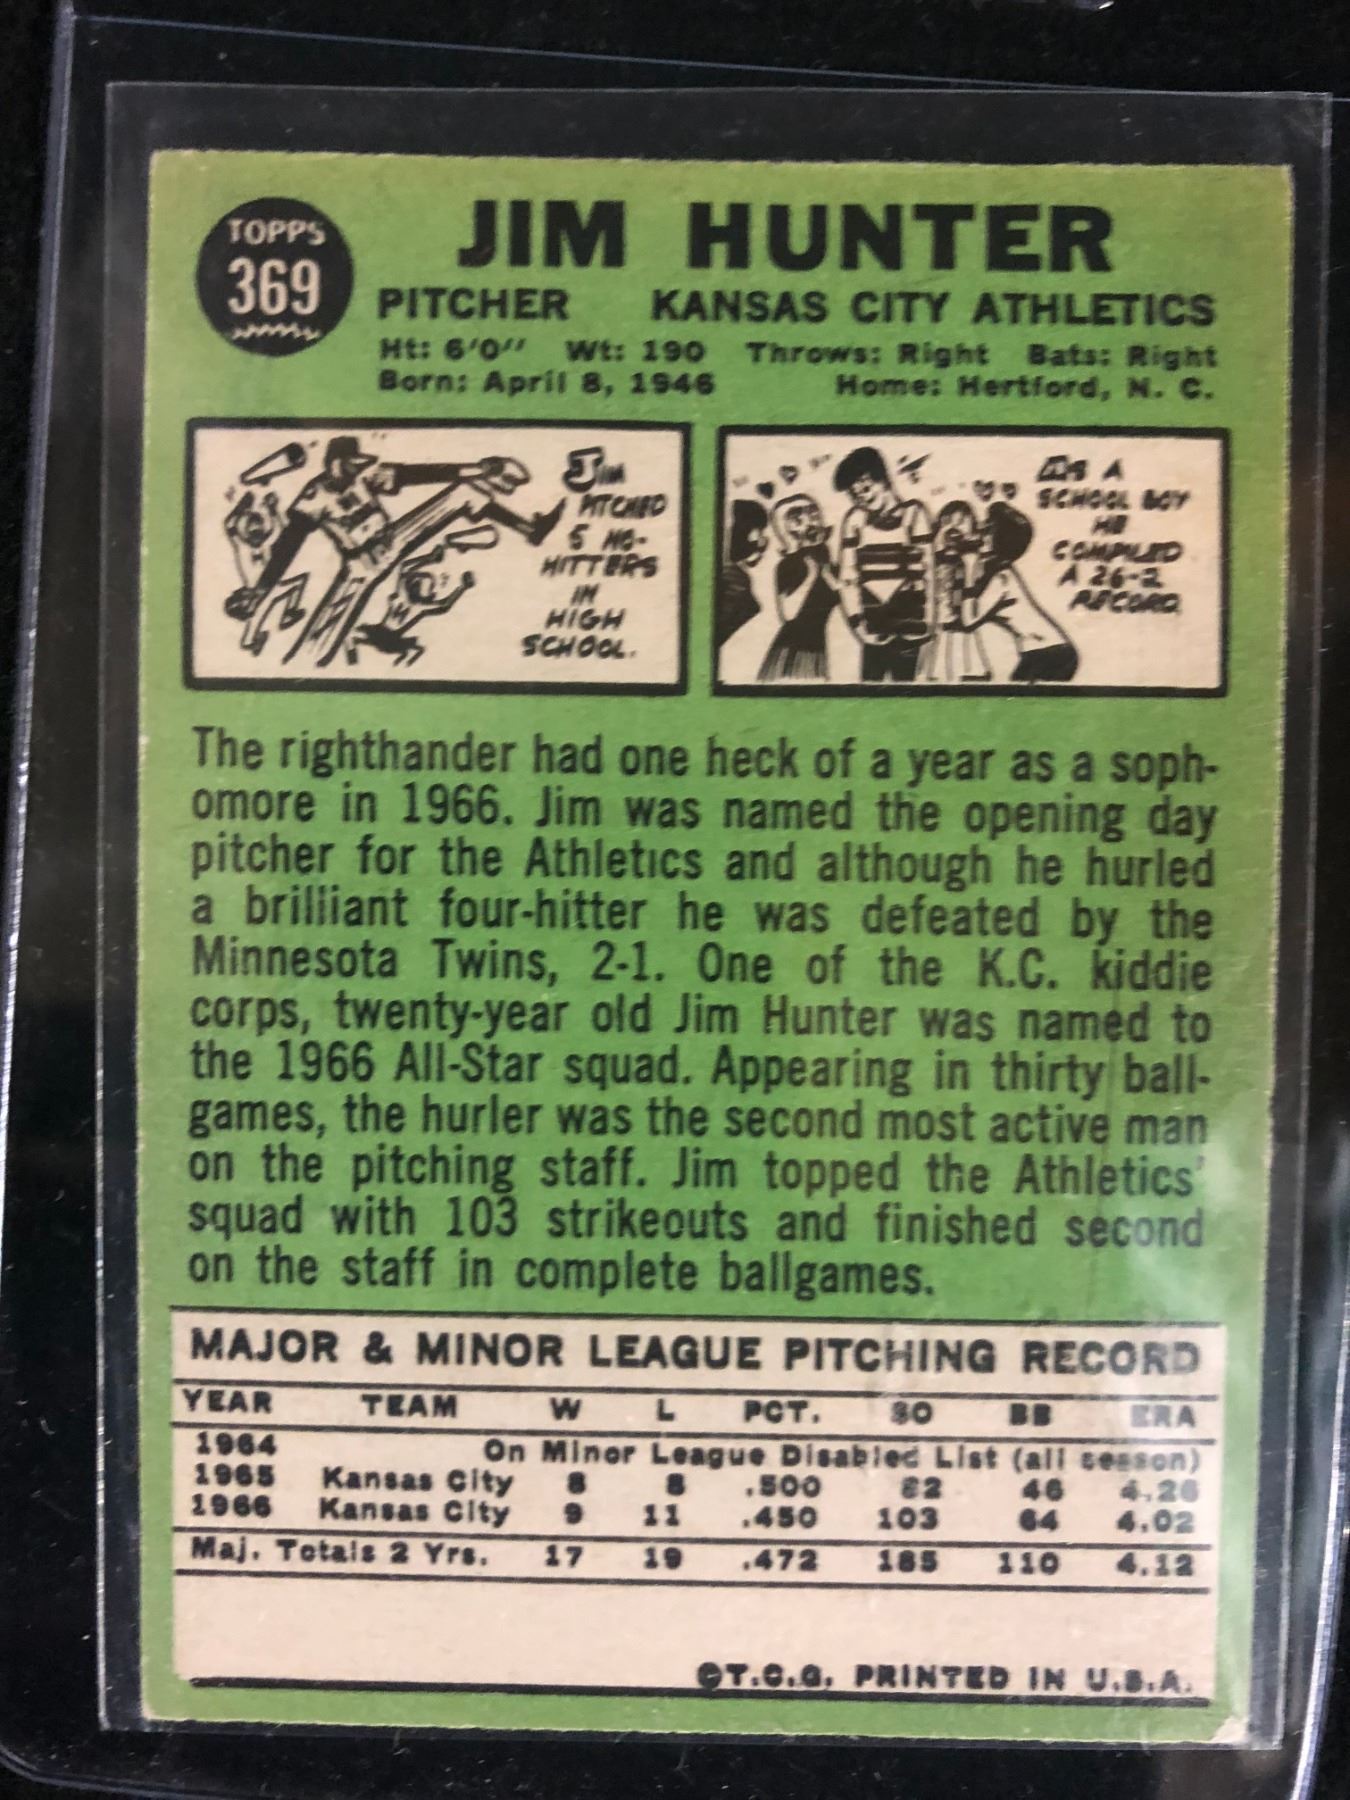 TOPPS
369
JIM HUNTER
PITCHER KANSAS CITY ATHLETICS
Ht: 6'0" Wt: 190 Throws: Right Bats: Right
Born: April 8, 1946 Home: Hertford, N. C.
JIM
PITCHED
5 NO-
HITTERS
IN
HIGH
SCHOOL.
AS A
SCHOOL BOY
HE
COMPILED
A 26-2
RECORD
The righthander had one heck of a year as a soph-
omore in 1966. Jim was named the opening day
pitcher for the Athletics and although he hurled
a brilliant four-hitter he was defeated by the
Minnesota Twins, 2-1. One of the K.C. kiddie
corps, twenty-year old Jim Hunter was named to
the 1966 All-Star squad. Appearing in thirty ball-
games, the hurler was the second most active man
on the pitching staff. Jim topped the Athletics'
squad with 103 strikeouts and finished second
on the staff in complete ballgames.
MAJOR & MINOR LEAGUE PITCHING RECORD
YEAR TEAM W L PCT. SO BB ERA
1964 On Minor League Disabled List (all season)
1965 Kansas City 8 8 .500 82 46 4.26
1966 Kansas City 9 11 .450 103 64 4.02
Maj. Totals 2 Yrs. 17 19 .472 185 110 4.12
©T.C.G. PRINTED IN U.S.A.